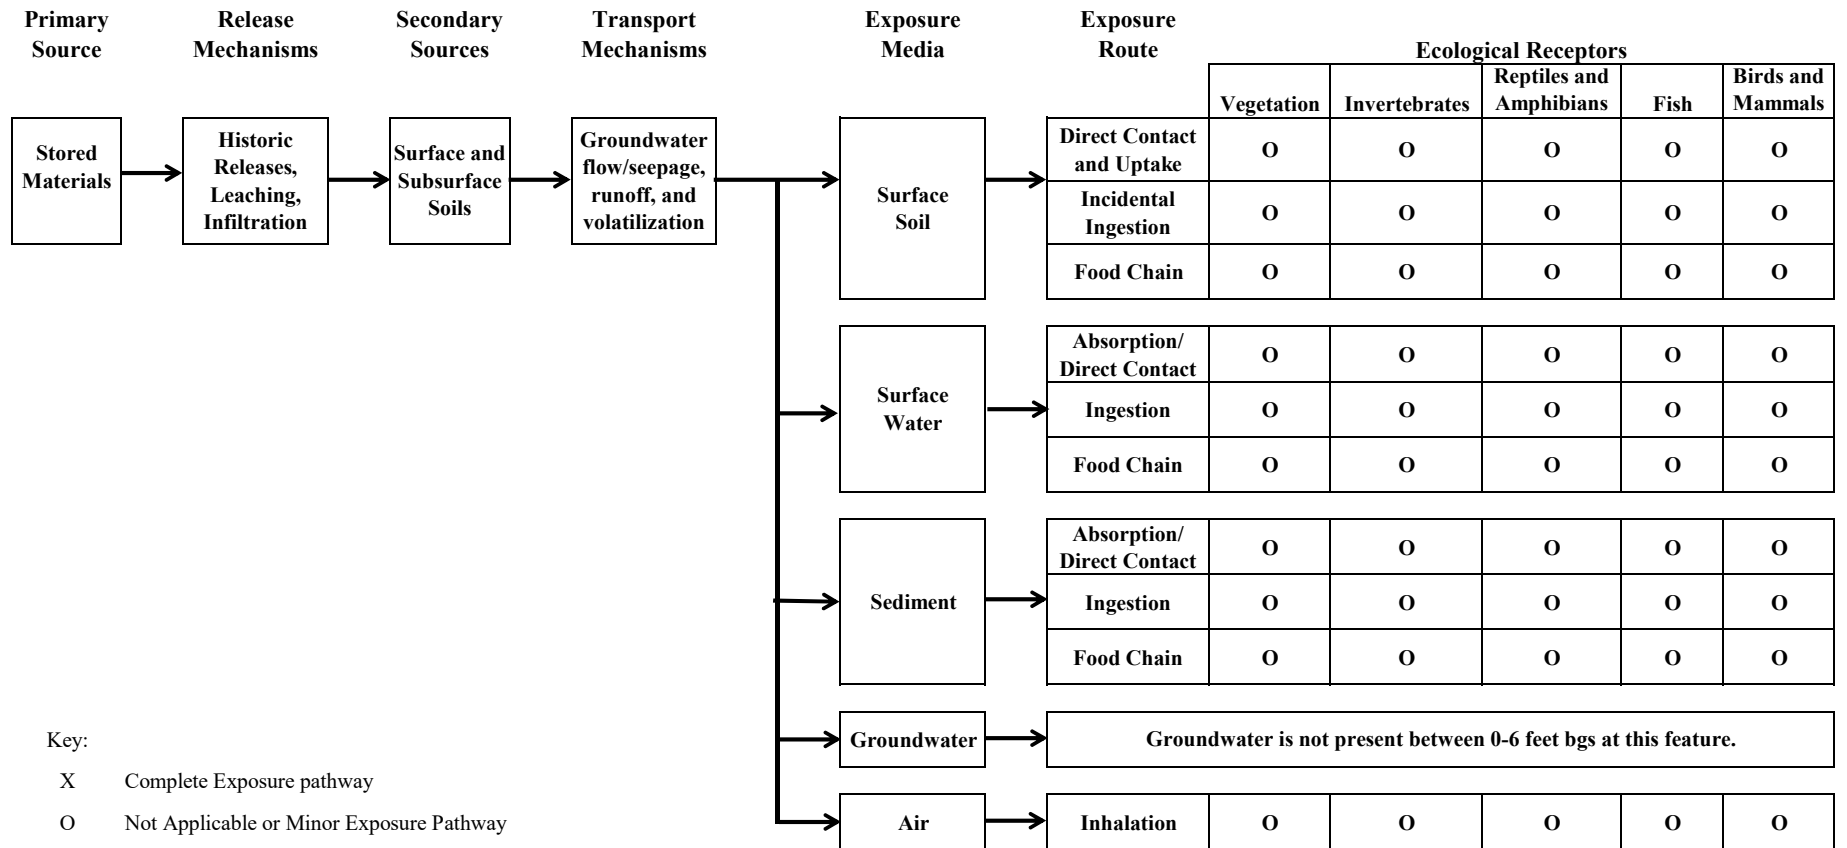 Primary
Source
Release
Mechanisms
Secondary
Sources
Transport
Mechanisms
Exposure
Media
Exposure
Route
Ecological Receptors
Vegetation
Invertebrates
Reptiles and
Amphibians
Fish
Birds and
Mammals
Stored
Materials
Historic
Releases,
Leaching,
Infiltration
Surface and
Subsurface
Soils
Groundwater
flow/seepage,
runoff, and
volatilization
Surface
Soil
Direct Contact
and Uptake
O O O O O
Incidental
Ingestion
O O O O O
Food Chain O O O O O
Surface
Water
Absorption/
Direct Contact
O O O O O
Ingestion O O O O O
Food Chain O O O O O
Sediment
Absorption/
Direct Contact
O O O O O
Ingestion O O O O O
Food Chain O O O O O
Groundwater
Groundwater is not present between 0-6 feet bgs at this feature.
Air
Inhalation O O O O O
Key:
X Complete Exposure pathway
O Not Applicable or Minor Exposure Pathway